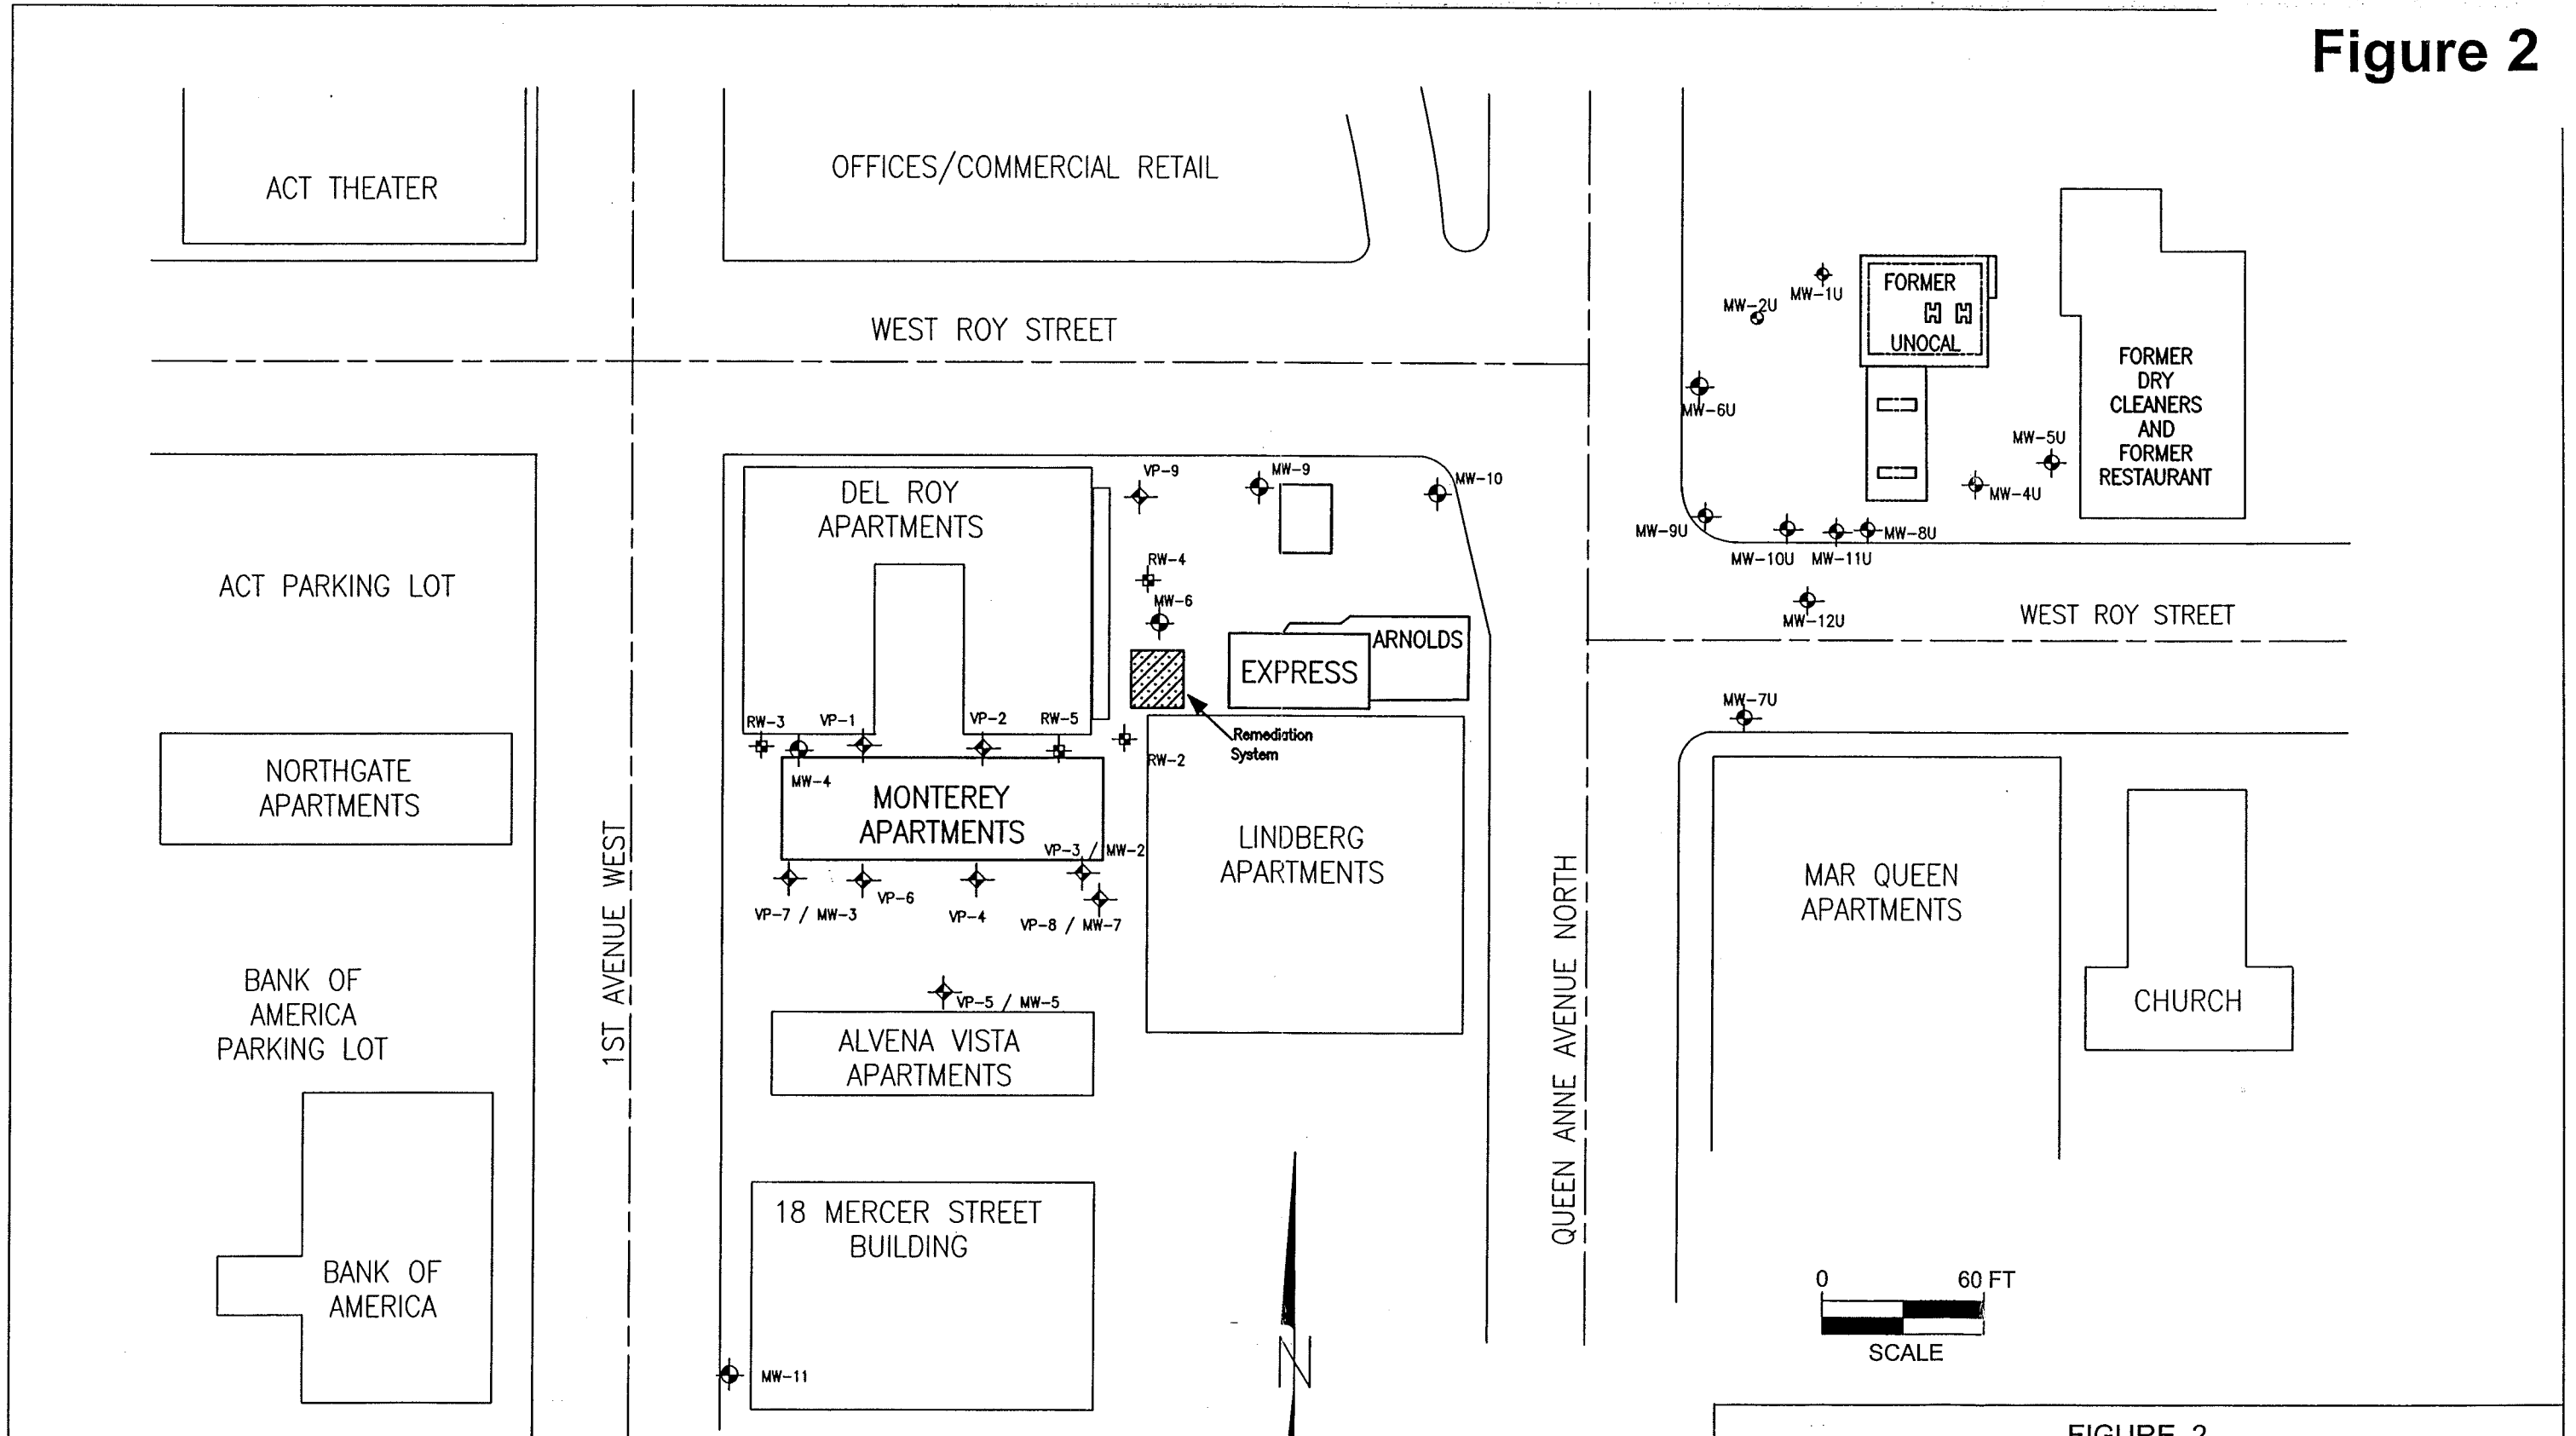 Figure 2
ACT THEATER
OFFICES/COMMERCIAL RETAIL
WEST ROY STREET
MW-1U
MW-2U
FORMER
UNOCAL
MW-6U
FORMER
DRY
CLEANERS
AND
FORMER
RESTAURANT
MW-5U
MW-4U
MW-9U
MW-10U
MW-11U
MW-8U
MW-12U
WEST ROY STREET
MW-7U
DEL ROY
APARTMENTS
VP-9
MW-9
MW-10
RW-4
MW-6
ARNOLDS
EXPRESS
Remediation
System
ACT PARKING LOT
RW-3
VP-1
VP-2
RW-5
RW-2
MW-4
MONTEREY
APARTMENTS
VP-3 / MW-2
NORTHGATE
APARTMENTS
LINDBERG
APARTMENTS
VP-7 / MW-3
VP-6
VP-4
VP-8 / MW-7
VP-5 / MW-5
ALVENA VISTA
APARTMENTS
1ST AVENUE WEST
QUEEN ANNE AVENUE NORTH
MAR QUEEN
APARTMENTS
CHURCH
BANK OF
AMERICA
PARKING LOT
18 MERCER STREET
BUILDING
BANK OF
AMERICA
MW-11
N
0 60 FT
SCALE
FIGURE 2